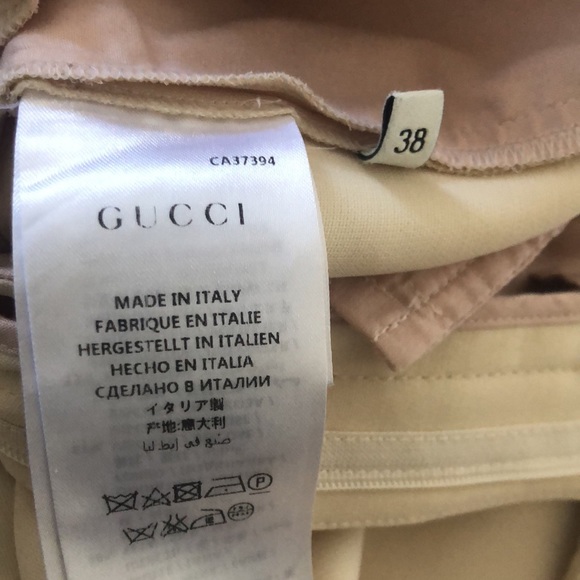 CA37394
38
GUCCI
MADE IN ITALY
FABRIQUE EN ITALIE
HERGESTELLT IN ITALIEN
HECHO EN ITALIA
СДЕЛАНО В ИТАЛИИ
イタリア製
产地:意大利
صنع في إيطاليا
P